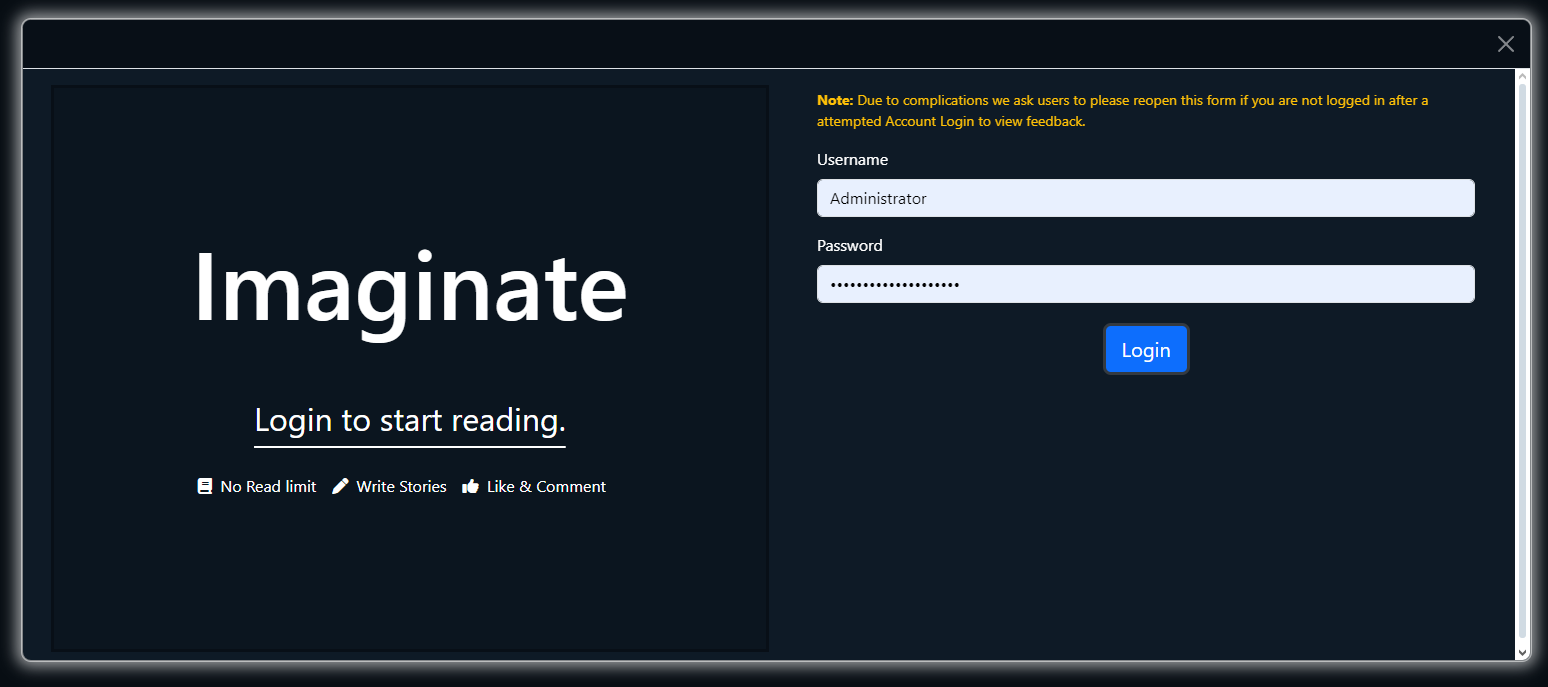 Imaginate
Login to start reading.
No Read limit Write Stories Like & Comment
Note: Due to complications we ask users to please reopen this form if you are not logged in after a
attempted Account Login to view feedback.
Username
Administrator
Password
••••••••••••••••••••
Login